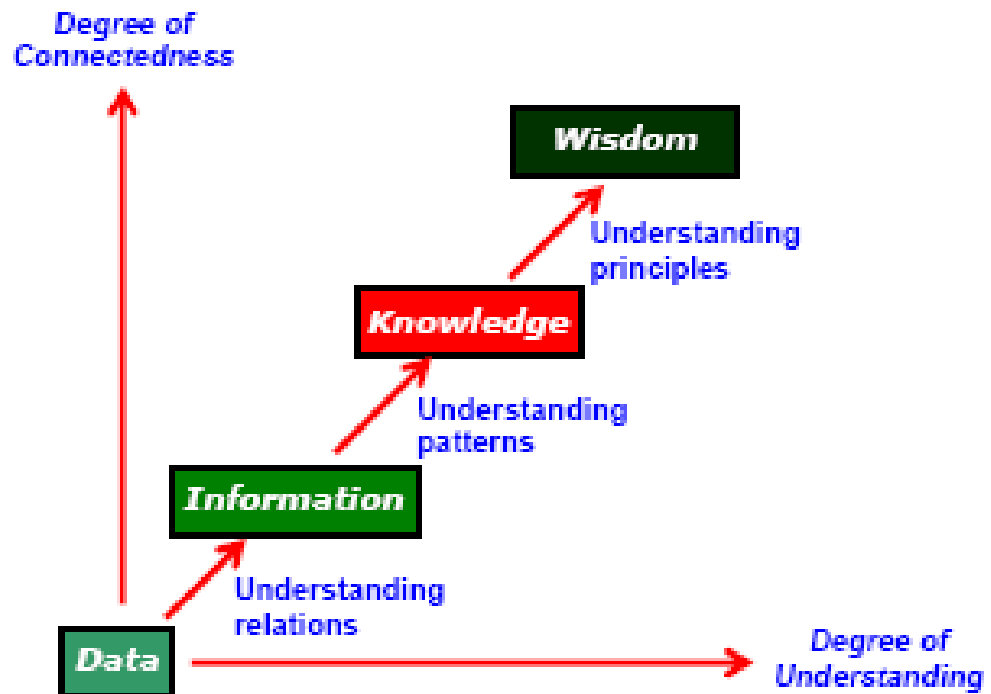 Degree of
Connectedness
Wisdom
Understanding
principles
Knowledge
Understanding
patterns
Information
Understanding
relations
Data
Degree of
Understanding